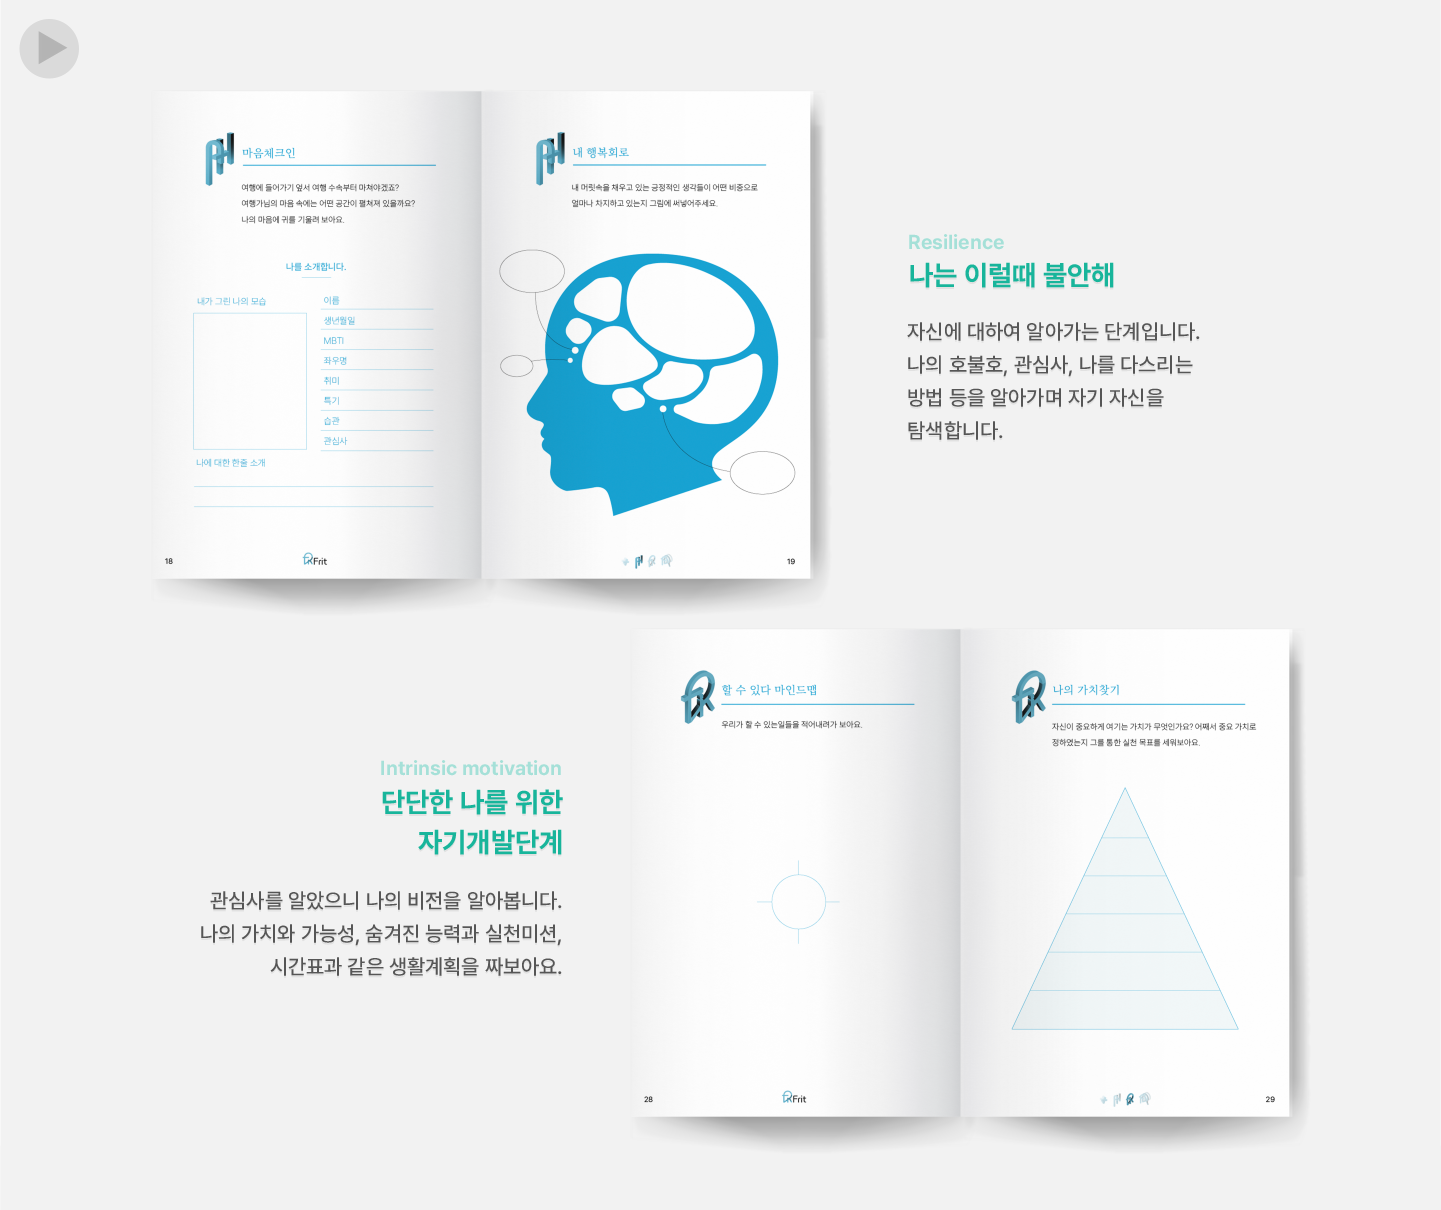 마음체크인
여행에 들어가기 앞서 여행 수속부터 마쳐야겠죠?
여행가님의 마음 속에는 어떤 공간이 펼쳐져 있을까요?
나의 마음에 귀를 기울려 보아요.
나를 소개합니다.
내가 그린 나의 모습
이름
생년월일
MBTI
좌우명
취미
특기
습관
관심사
나에 대한 한줄 소개
18
Frit
내 행복회로
내 머릿속을 채우고 있는 긍정적인 생각들이 어떤 비중으로
얼마나 차지하고 있는지 그림에 써넣어주세요.
19
Resilience
나는 이럴때 불안해
자신에 대하여 알아가는 단계입니다.
나의 호불호, 관심사, 나를 다스리는
방법 등을 알아가며 자기 자신을
탐색합니다.
Intrinsic motivation
단단한 나를 위한
자기개발단계
관심사를 알았으니 나의 비전을 알아봅니다.
나의 가치와 가능성, 숨겨진 능력과 실천미션,
시간표과 같은 생활계획을 짜보아요.
할 수 있다 마인드맵
우리가 할 수 있는일들을 적어내려가 보아요.
28
Frit
나의 가치찾기
자신이 중요하게 여기는 가치가 무엇인가요? 어째서 중요 가치로
정하였는지 그를 통한 실천 목표를 세워보아요.
29